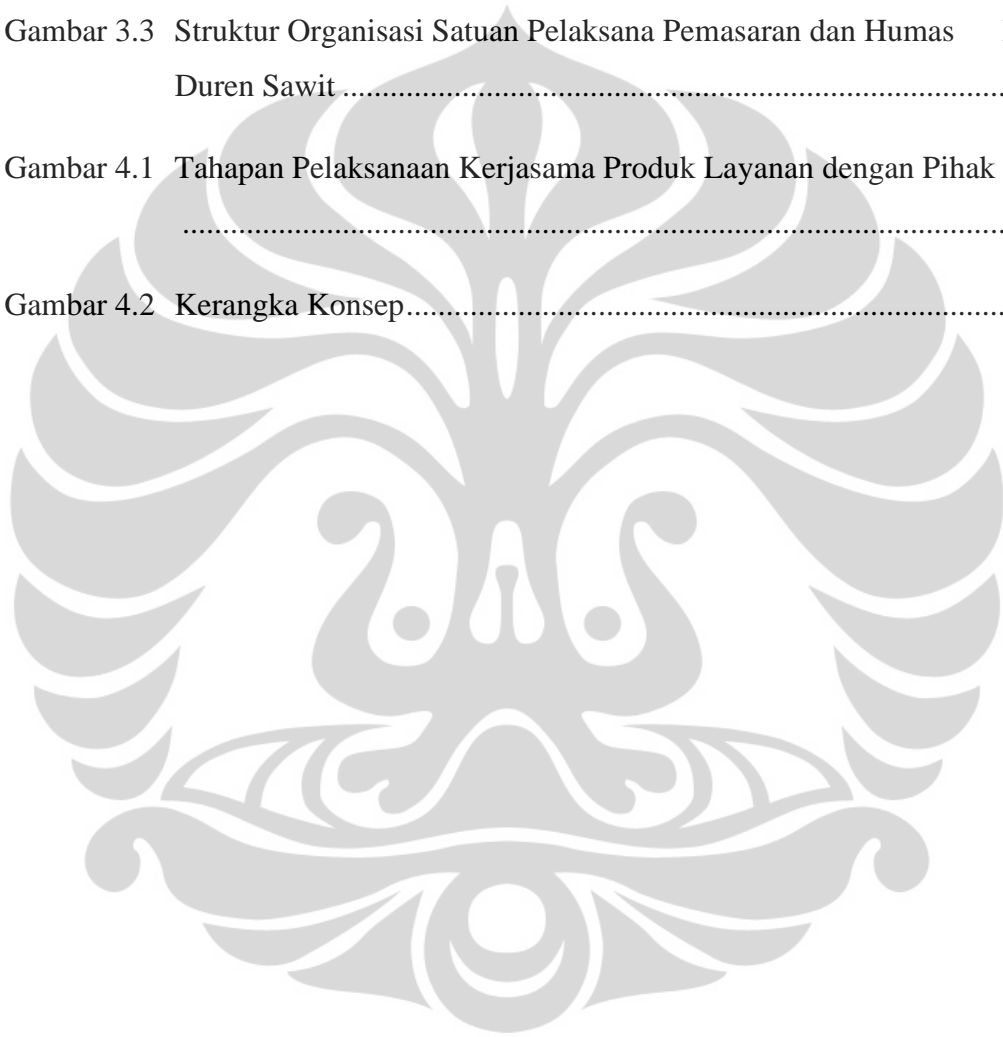 Gambar 3.3 Struktur Organisasi Satuan Pelaksana Pemasaran dan Humas
Duren Sawit ....................................................................................
Gambar 4.1 Tahapan Pelaksanaan Kerjasama Produk Layanan dengan Pihak
........................................................................................................
Gambar 4.2 Kerangka Konsep...........................................................................